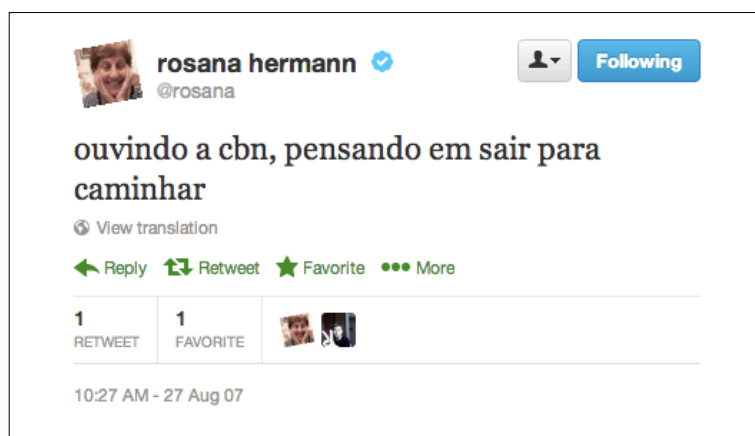 rosana hermann
Following
@rosana
ouvindo a cbn, pensando em sair para
caminhar
View translation
Reply Retweet Favorite More
1 1
RETWEET FAVORITE
10:27 AM - 27 Aug 07